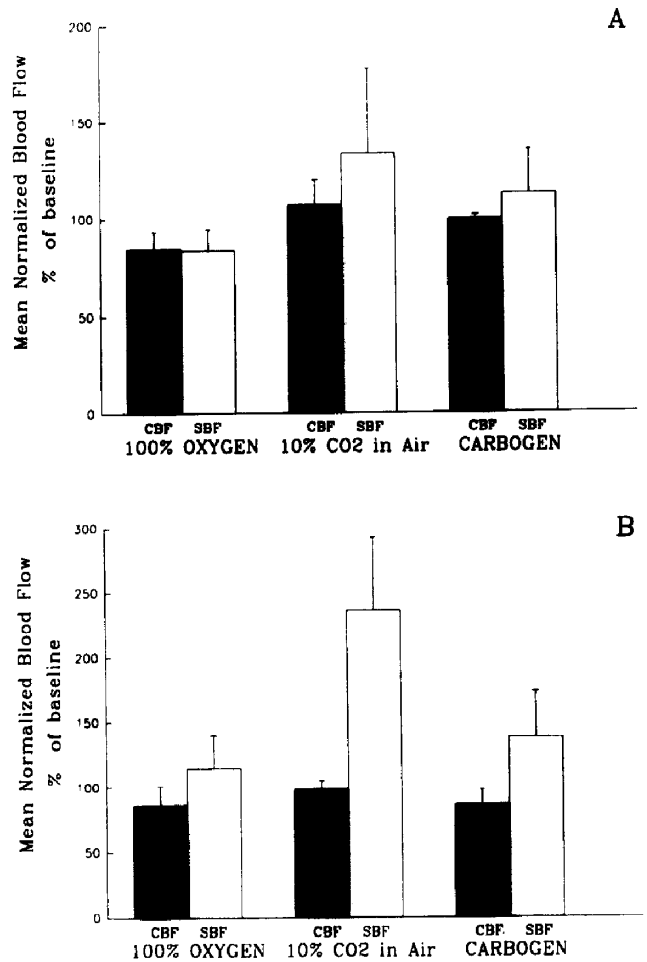 A
Mean Normalized Blood Flow
% of baseline
200
150
100
50
0
CBF SBF CBF SBF CBF SBF
100% OXYGEN 10% CO2 in Air CARBOGEN
B
Mean Normalized Blood Flow
% of baseline
300
250
200
150
100
50
0
CBF SBF CBF SBF CBF SBF
100% OXYGEN 10% CO2 in Air CARBOGEN